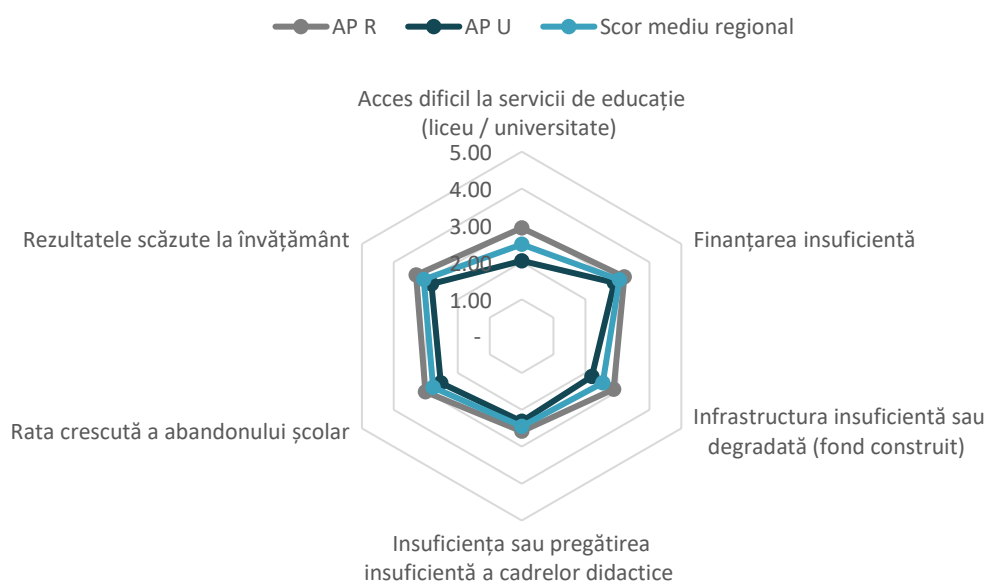 AP R
AP U
Scor mediu regional
Acces dificil la servicii de educație
(liceu / universitate)
5.00
4.00
3.00
2.00
1.00
-
Rezultatele scăzute la învățământ
Finanțarea insuficientă
Rata crescută a abandonului școlar
Infrastructura insuficientă sau
degradată (fond construit)
Insuficiența sau pregătirea
insuficientă a cadrelor didactice